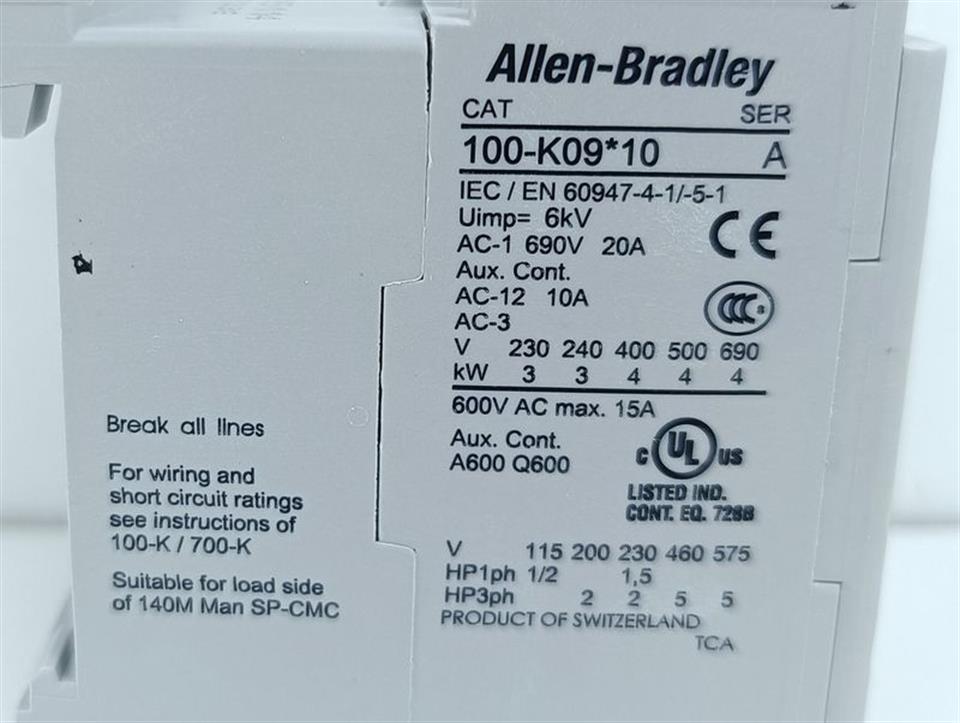 Allen-Bradley
CAT SER
100-K09*10 A
IEC / EN 60947-4-1/-5-1
Uimp= 6kV
CE
AC-1 690V 20A
Aux. Cont.
AC-12 10A
CCC S
AC-3
V 230 240 400 500 690
kW 3 3 4 4 4
600V AC max. 15A
Aux. Cont.
A600 Q600
C UL US
LISTED IND.
CONT. EQ. 728B
V 115 200 230 460 575
HP1ph 1/2 1,5
HP3ph 2 2 5 5
PRODUCT OF SWITZERLAND
TCA
Break all lines
For wiring and
short circuit ratings
see instructions of
100-K / 700-K
Suitable for load side
of 140M Man SP-CMC